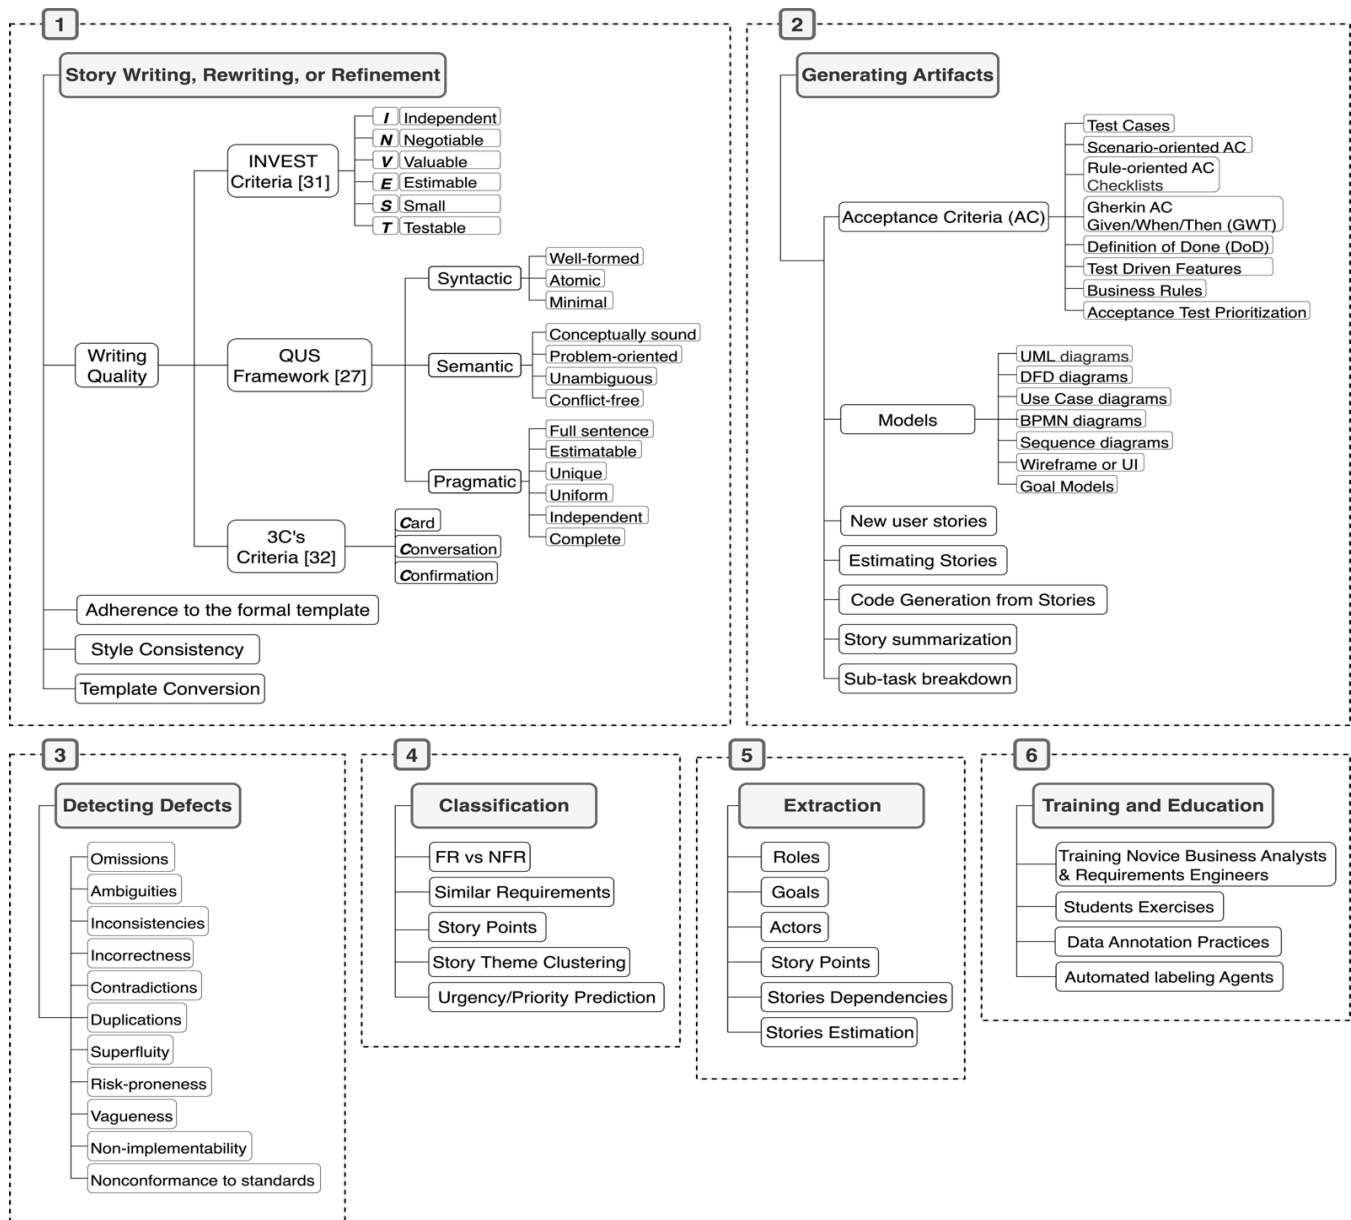 1
Story Writing, Rewriting, or Refinement
Writing
Quality
INVEST
Criteria [31]
I Independent
N Negotiable
V Valuable
E Estimable
S Small
T Testable
QUS
Framework [27]
Syntactic
Well-formed
Atomic
Minimal
Semantic
Conceptually sound
Problem-oriented
Unambiguous
Conflict-free
Pragmatic
Full sentence
Estimatable
Unique
Uniform
Independent
Complete
3C's
Criteria [32]
Card
Conversation
Confirmation
Adherence to the formal template
Style Consistency
Template Conversion
2
Generating Artifacts
Acceptance Criteria (AC)
Test Cases
Scenario-oriented AC
Rule-oriented AC
Checklists
Gherkin AC
Given/When/Then (GWT)
Definition of Done (DoD)
Test Driven Features
Business Rules
Acceptance Test Prioritization
Models
UML diagrams
DFD diagrams
Use Case diagrams
BPMN diagrams
Sequence diagrams
Wireframe or UI
Goal Models
New user stories
Estimating Stories
Code Generation from Stories
Story summarization
Sub-task breakdown
3
Detecting Defects
Omissions
Ambiguities
Inconsistencies
Incorrectness
Contradictions
Duplications
Superfluity
Risk-proneness
Vagueness
Non-implementability
Nonconformance to standards
4
Classification
FR vs NFR
Similar Requirements
Story Points
Story Theme Clustering
Urgency/Priority Prediction
5
Extraction
Roles
Goals
Actors
Story Points
Stories Dependencies
Stories Estimation
6
Training and Education
Training Novice Business Analysts
& Requirements Engineers
Students Exercises
Data Annotation Practices
Automated labeling Agents